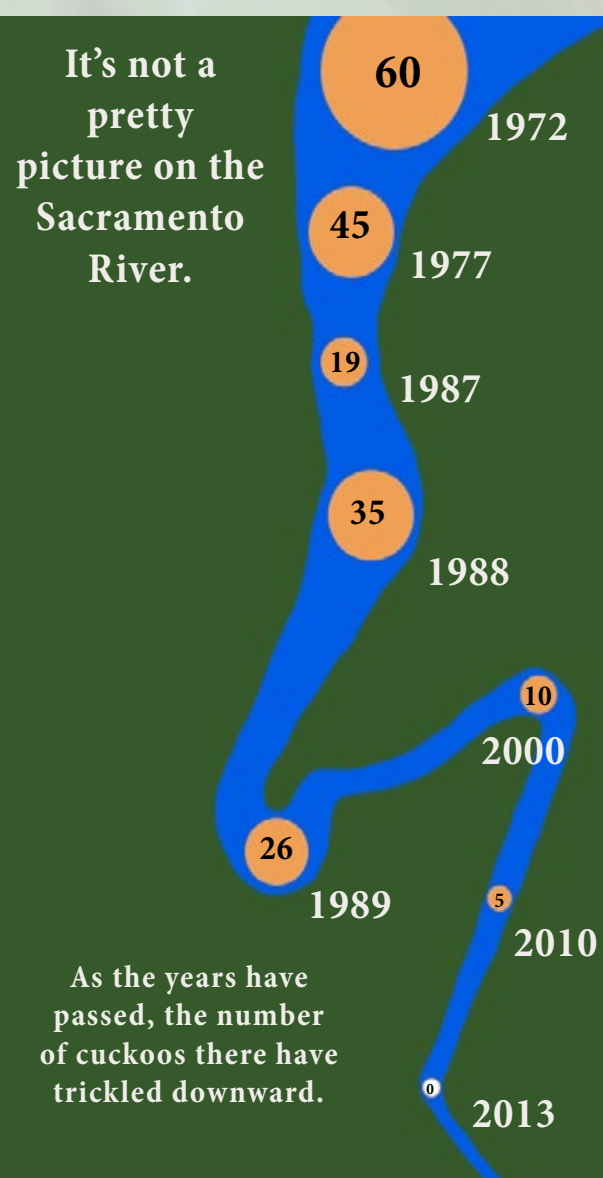 It’s not a
pretty
picture on the
Sacramento
River.
60
1972
45
1977
19
1987
35
1988
10
2000
26
1989
5
2010
As the years have
passed, the number
of cuckoos there have
trickled downward.
0
2013